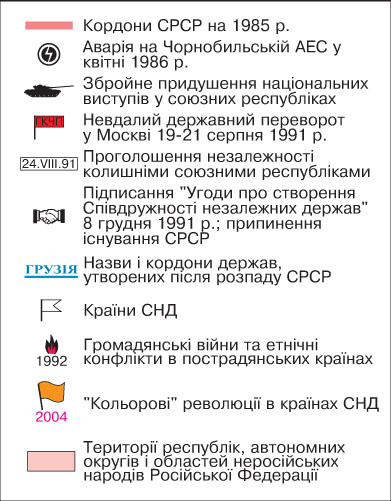 Кордони СРСР на 1985 р.
Аварія на Чорнобильській АЕС у
квітні 1986 р.
Збройне придушення національних
виступів у союзних республіках
ГКЧП
Невдалий державний переворот
у Москві 19-21 серпня 1991 р.
24.VIII.91
Проголошення незалежності
колишніми союзними республіками
Підписання "Угоди про створення
Співдружності незалежних держав"
8 грудня 1991 р.; припинення
існування СРСР
ГРУЗІЯ
Назви і кордони держав,
утворених після розпаду СРСР
Країни СНД
1992
Громадянські війни та етнічні
конфлікти в пострадянських країнах
2004
"Кольорові" революції в країнах СНД
Території республік, автономних
округів і областей неросійських
народів Російської Федерації